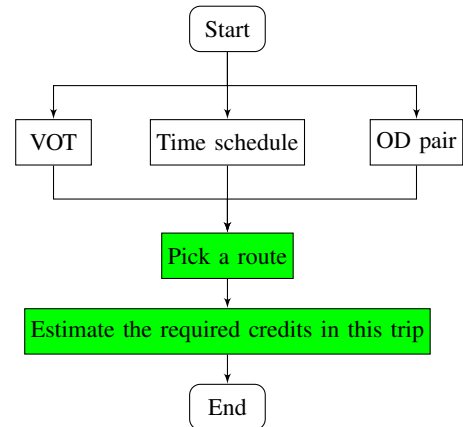 Start
VOT
Time schedule
OD pair
Pick a route
Estimate the required credits in this trip
End